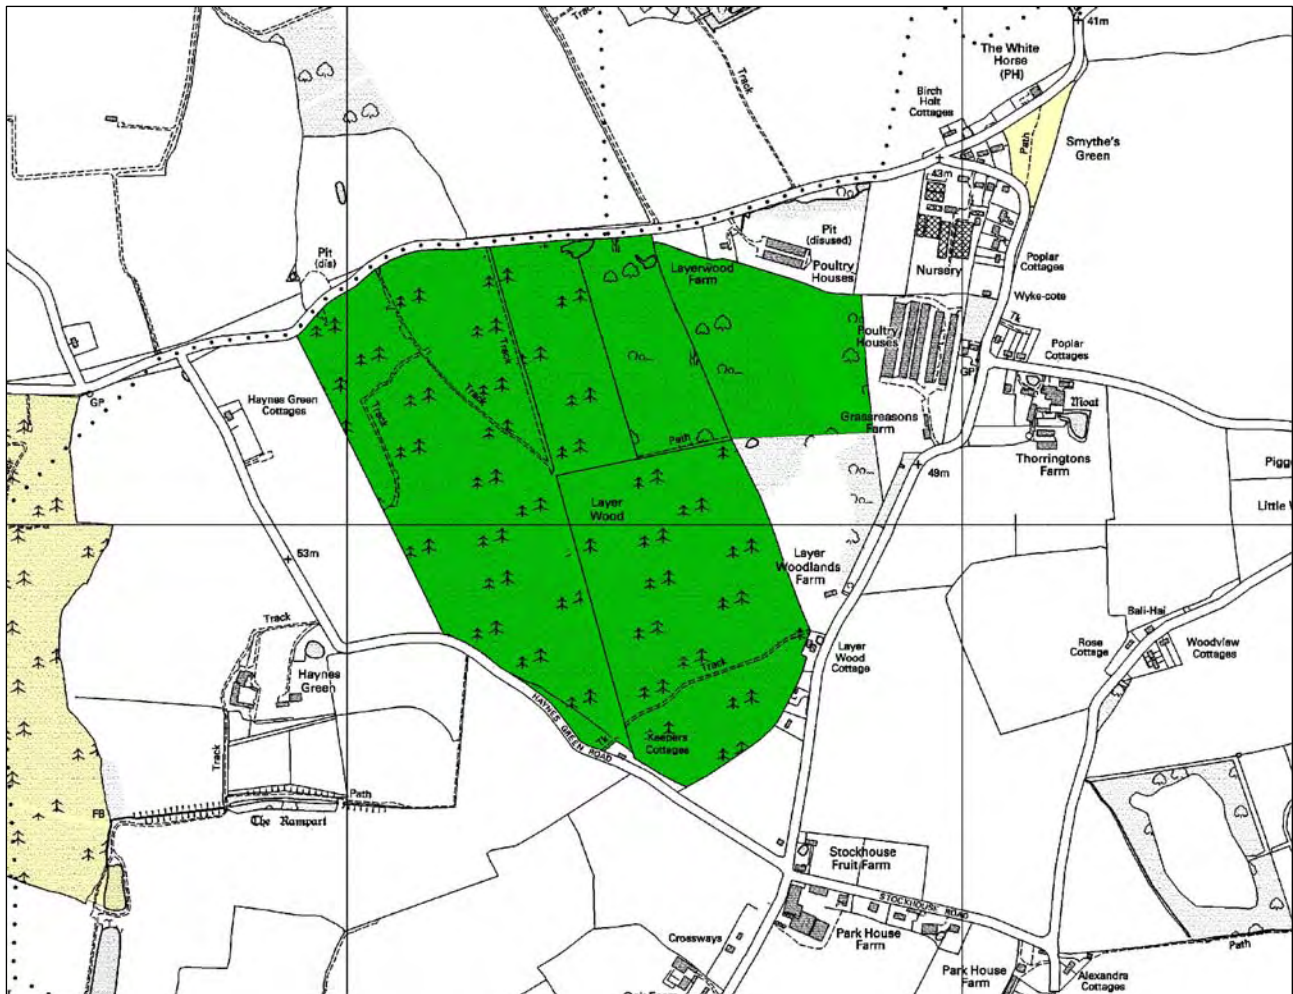 Track
41m
The White
Horse
(PH)
Track
Birch
Holt
Cottages
Path
Smythe's
Green
43m
Pit
(dis)
Pit
(disused)
Layerwood
Farm
Poultry
Houses
Nursery
Poplar
Cottages
Wyke-cote
Tk
Poultry
Houses
Track
Poplar
Cottages
GP
GP
Haynes Green
Cottages
Track
Track
Moat
Grassreasons
Farm
Path
Thorringtons
Farm
49m
Layer
Wood
Little
53m
Layer
Woodlands
Farm
Track
Bali-Hai
Rose
Cottage
Woodview
Cottages
Layer
Wood
Cottage
Track
Haynes
Green
HAYNES GREEN ROAD
Tk
Keepers
Cottages
Track
Path
FB
The Rampart
Stockhouse
Fruit Farm
STOCKHOUSE ROAD
Park House
Farm
Crossways
Path
Park House
Farm
Alexandra
Cottages